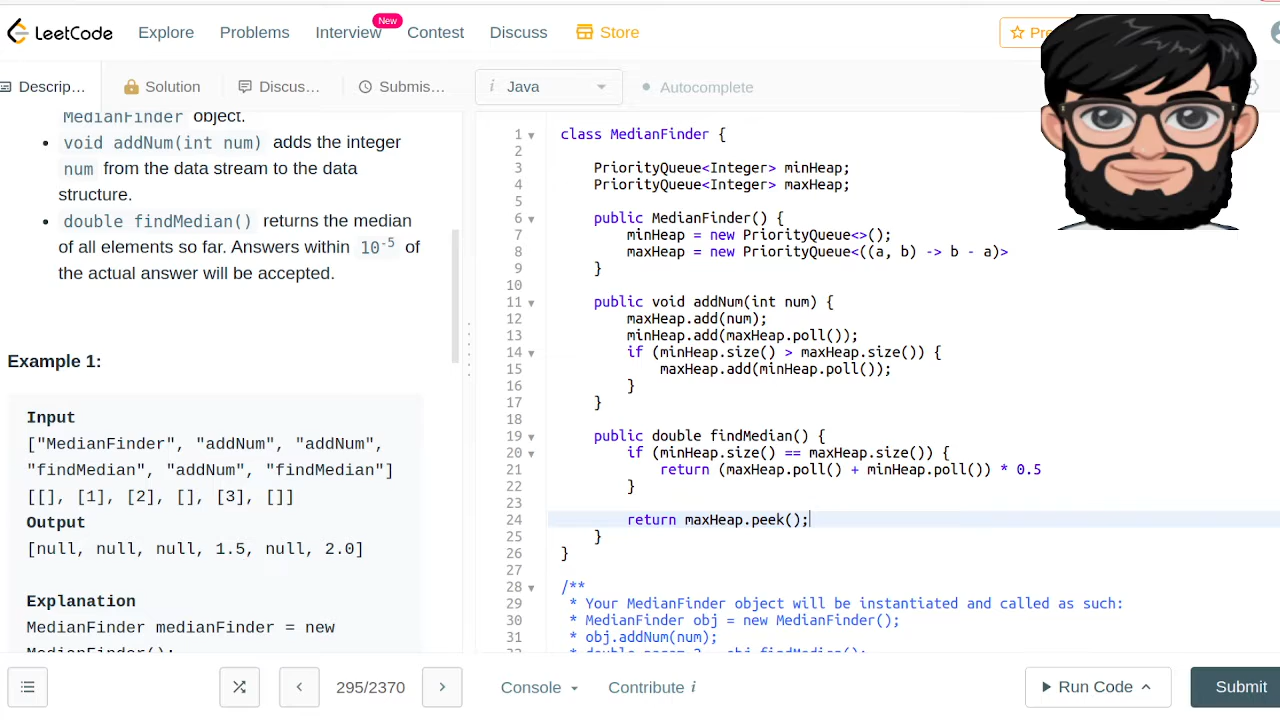 LeetCode
Explore
Problems
Interview
New
Contest
Discuss
Store
Pre
Descrip...
Solution
Discus...
Submis...
i Java
Autocomplete
MedianFinder object.
void addNum(int num) adds the integer
num from the data stream to the data
structure.
double findMedian() returns the median
of all elements so far. Answers within 10-5 of
the actual answer will be accepted.
Example 1:
Input
["MedianFinder", "addNum", "addNum",
"findMedian", "addNum", "findMedian"]
[[], [1], [2], [], [3], []]
Output
[null, null, null, 1.5, null, 2.0]
Explanation
MedianFinder medianFinder = new
MedianFinder();
1 class MedianFinder {
2
3 PriorityQueue<Integer> minHeap;
4 PriorityQueue<Integer> maxHeap;
5
6 public MedianFinder() {
7 minHeap = new PriorityQueue<>();
8 maxHeap = new PriorityQueue<((a, b) -> b - a)>
9 }
10
11 public void addNum(int num) {
12 maxHeap.add(num);
13 minHeap.add(maxHeap.poll());
14 if (minHeap.size() > maxHeap.size()) {
15 maxHeap.add(minHeap.poll());
16 }
17 }
18
19 public double findMedian() {
20 if (minHeap.size() == maxHeap.size()) {
21 return (maxHeap.poll() + minHeap.poll()) * 0.5
22 }
23
24 return maxHeap.peek();
25 }
26 }
27
28 /**
29 * Your MedianFinder object will be instantiated and called as such:
30 * MedianFinder obj = new MedianFinder();
31 * obj.addNum(num);
32 * double param_2 = obj.findMedian();
295/2370
Console
Contribute i
Run Code
Submit